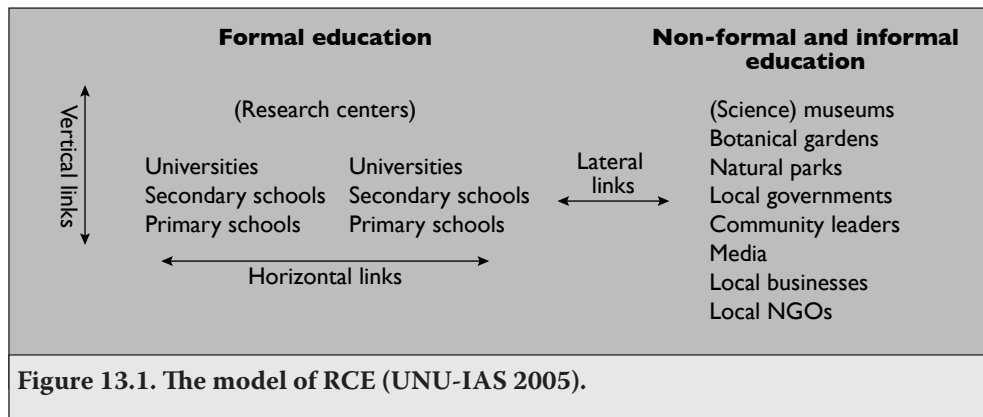 Formal education
Non-formal and informal
education
Vertical links
(Research centers)
Universities
Secondary schools
Primary schools
Universities
Secondary schools
Primary schools
Horizontal links
Lateral
links
(Science) museums
Botanical gardens
Natural parks
Local governments
Community leaders
Media
Local businesses
Local NGOs
Figure 13.1. The model of RCE (UNU-IAS 2005).